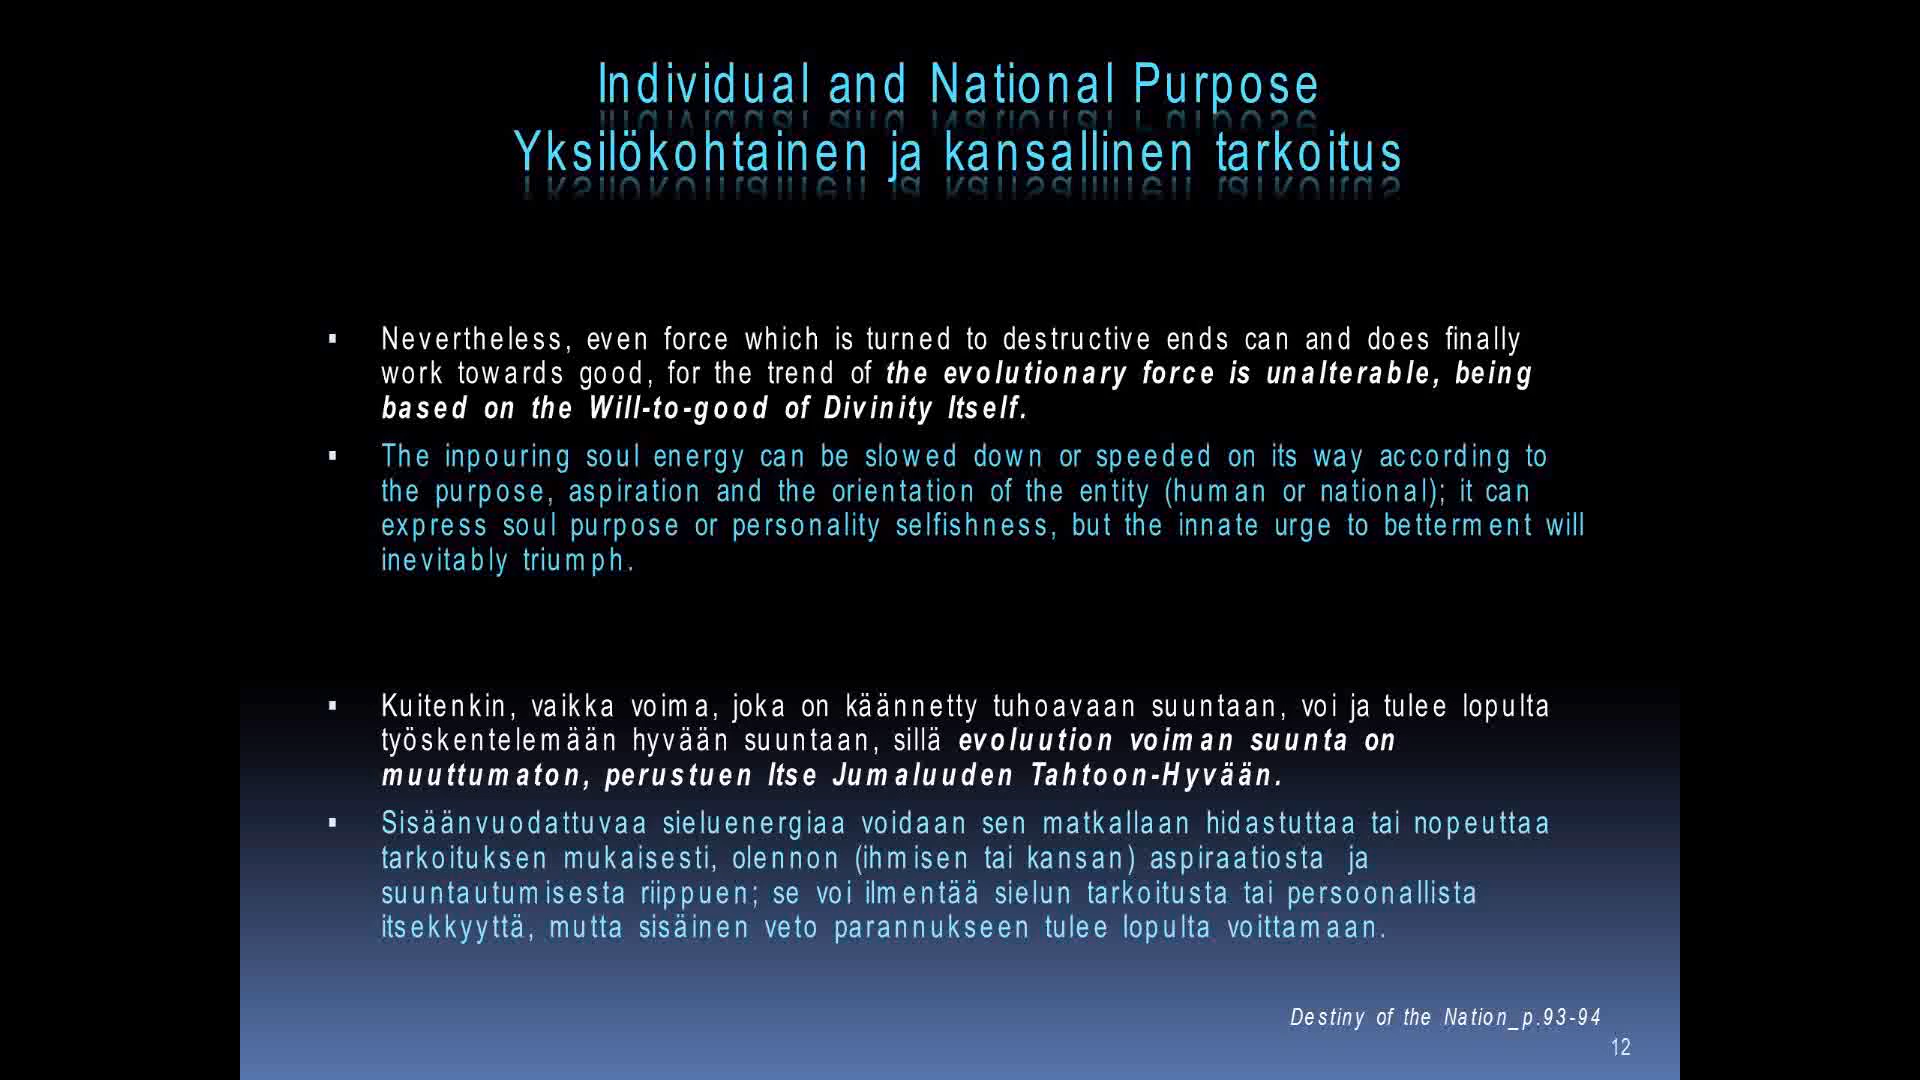 Individual and National Purpose
Yksilökohtainen ja kansallinen tarkoitus
▪ Nevertheless, even force which is turned to destructive ends can and does finally
work towards good, for the trend of the evolutionary force is unalterable, being
based on the Will-to-good of Divinity Itself.
▪ The inpouring soul energy can be slowed down or speeded on its way according to
the purpose, aspiration and the orientation of the entity (human or national); it can
express soul purpose or personality selfishness, but the innate urge to betterment will
inevitably triumph.
▪ Kuitenkin, vaikka voima, joka on käännetty tuhoavaan suuntaan, voi ja tulee lopulta
työskentelemään hyvään suuntaan, sillä evoluution voiman suunta on
muuttumaton, perustuen Itse Jumaluuden Tahtoon-Hyvään.
▪ Sisäänvuodattuvaa sieluenergiaa voidaan sen matkallaan hidastuttaa tai nopeuttaa
tarkoituksen mukaisesti, olennon (ihmisen tai kansan) aspiraatiosta ja
suuntautumisesta riippuen; se voi ilmentää sielun tarkoitusta tai persoonallista
itsekkyyttä, mutta sisäinen veto parannukseen tulee lopulta voittamaan.
Destiny of the Nation_p.93-94
12